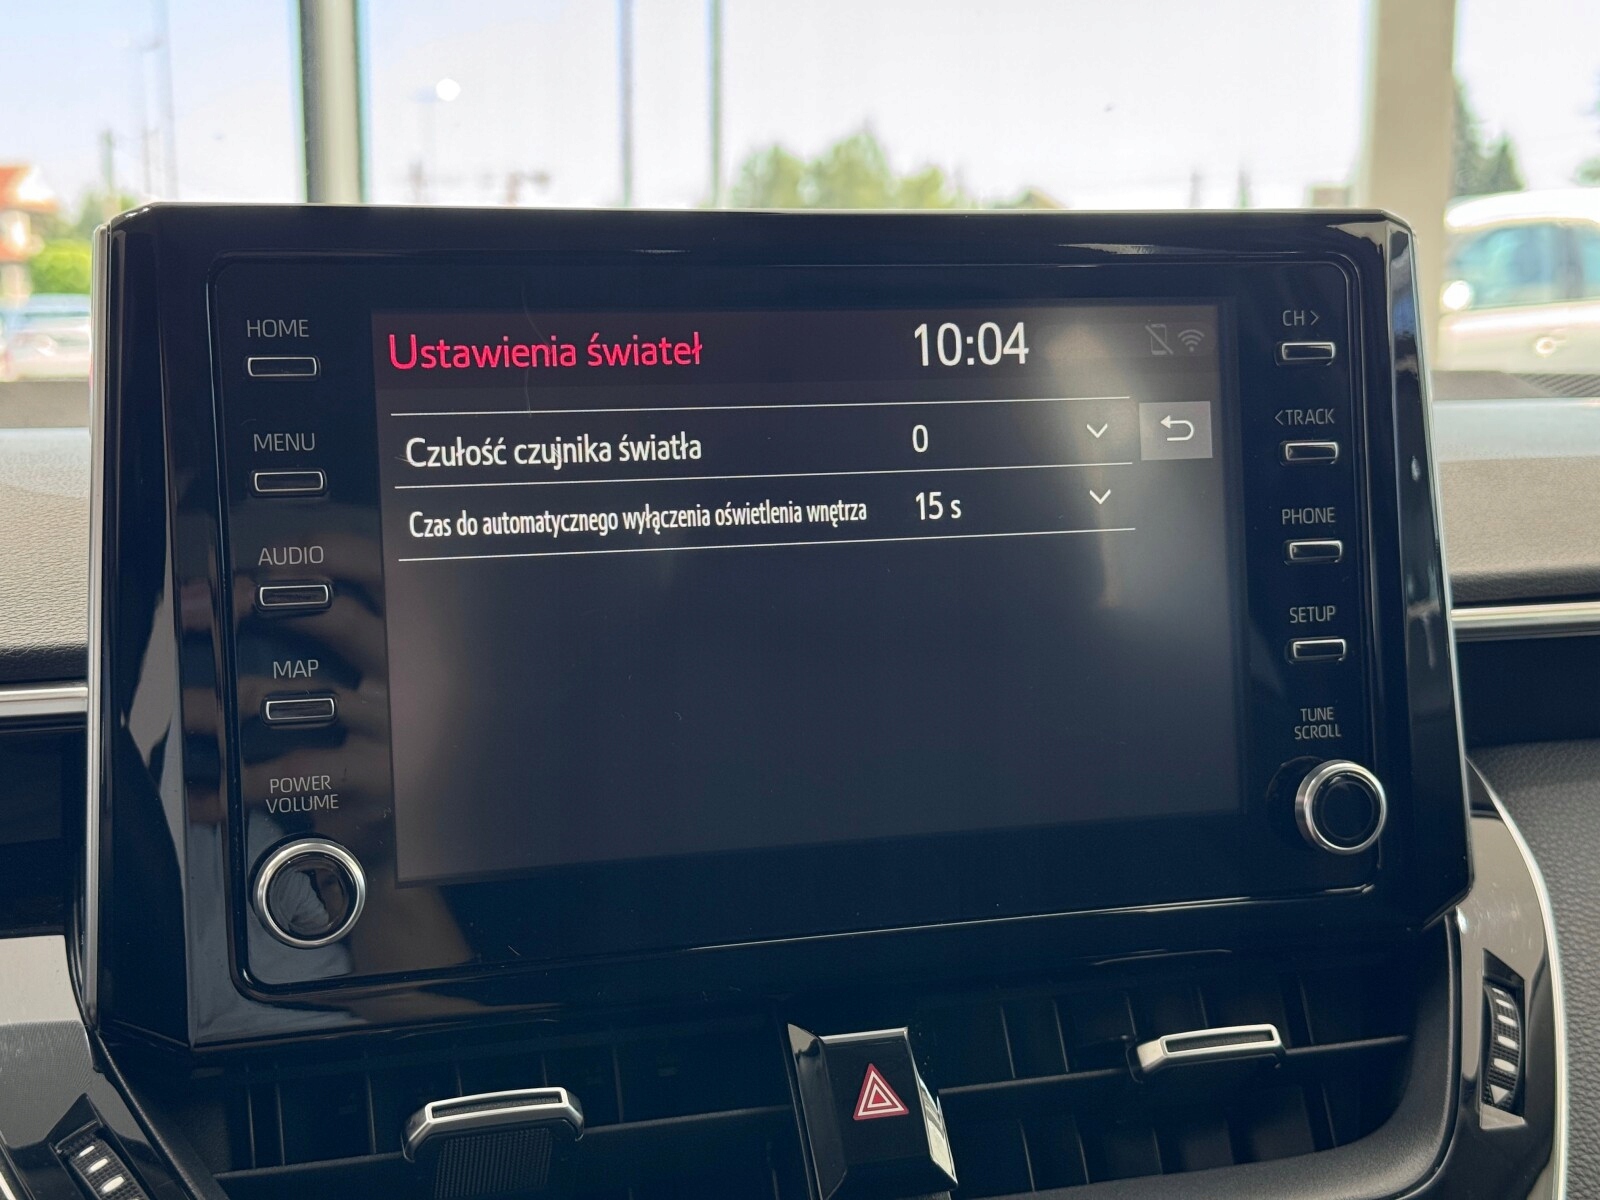 HOME
MENU
AUDIO
MAP
POWER
VOLUME
Ustawienia świateł 10:04
Czułość czujnika światła 0
Czas do automatycznego wyłączenia oświetlenia wnętrza 15 s
CH >
<TRACK
PHONE
SETUP
TUNE
SCROLL